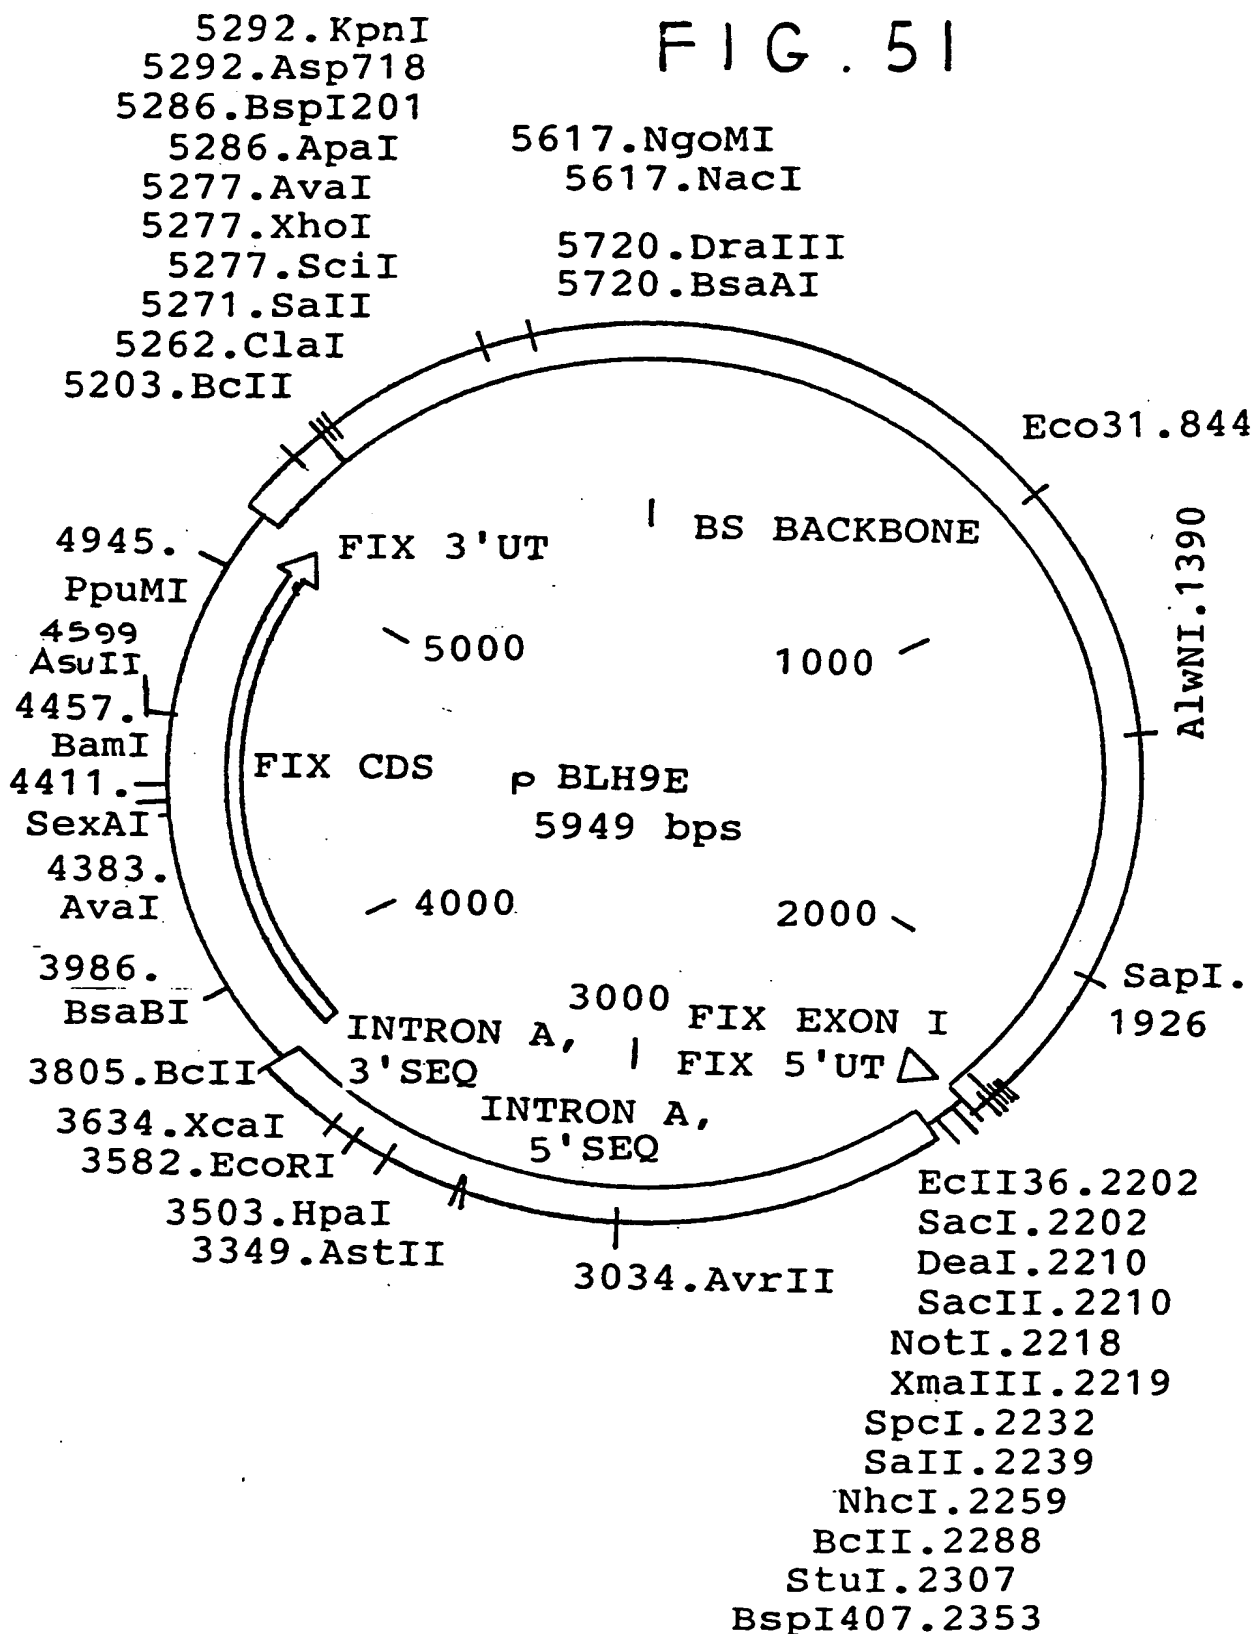 FIG. 51
5292.KpnI
5292.Asp718
5286.BspI201
5286.ApaI
5277.AvaI
5277.XhoI
5277.SciI
5271.SaII
5262.ClaI
5203.BcII
5617.NgoMI
5617.NacI
5720.DraIII
5720.BsaAI
Eco31.844
AlwNI.1390
SapI.
1926
4945.
PpuMI
4599
AsuII
4457.
BamI
4411.
SexAI
4383.
AvaI
3986.
BsaBI
3805.BcII
3634.XcaI
3582.EcoRI
3503.HpaI
3349.AstII
3034.AvrII
FIX 3'UT
I BS BACKBONE
5000
1000
FIX CDS
p BLH9E
5949 bps
4000
2000
3000
FIX EXON I
FIX 5'UT
INTRON A,
3'SEQ
INTRON A,
5'SEQ
EcII36.2202
SacI.2202
DeaI.2210
SacII.2210
NotI.2218
XmaIII.2219
SpcI.2232
SaII.2239
NhcI.2259
BcII.2288
StuI.2307
BspI407.2353